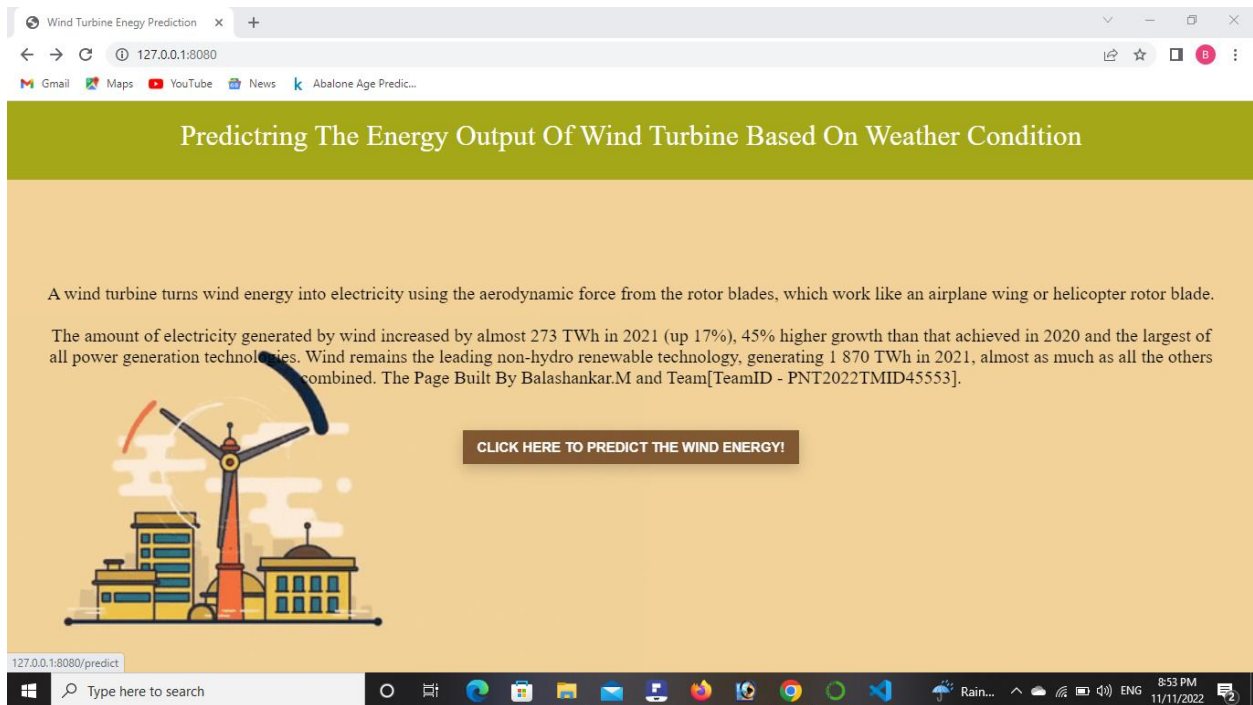 Wind Turbine Enegy Prediction
127.0.0.1:8080
B
Gmail Maps YouTube News k Abalone Age Predic...
Predictring The Energy Output Of Wind Turbine Based On Weather Condition
A wind turbine turns wind energy into electricity using the aerodynamic force from the rotor blades, which work like an airplane wing or helicopter rotor blade.
The amount of electricity generated by wind increased by almost 273 TWh in 2021 (up 17%), 45% higher growth than that achieved in 2020 and the largest of
all power generation technologies. Wind remains the leading non-hydro renewable technology, generating 1 870 TWh in 2021, almost as much as all the others
combined. The Page Built By Balashankar.M and Team[TeamID - PNT2022TMID45553].
CLICK HERE TO PREDICT THE WIND ENERGY!
127.0.0.1:8080/predict
Type here to search
Rain... ENG
8:53 PM
11/11/2022
2